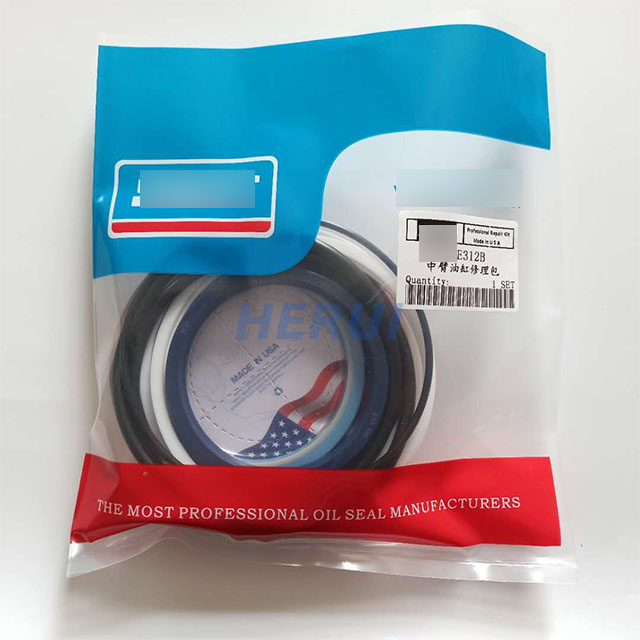 Professional Repair Kit
Made in U S A
E312B
中臂油缸修理包
Quantity: 1 SET
HERUI
MADE IN USA
THE MOST PROFESSIONAL OIL SEAL MANUFACTURERS